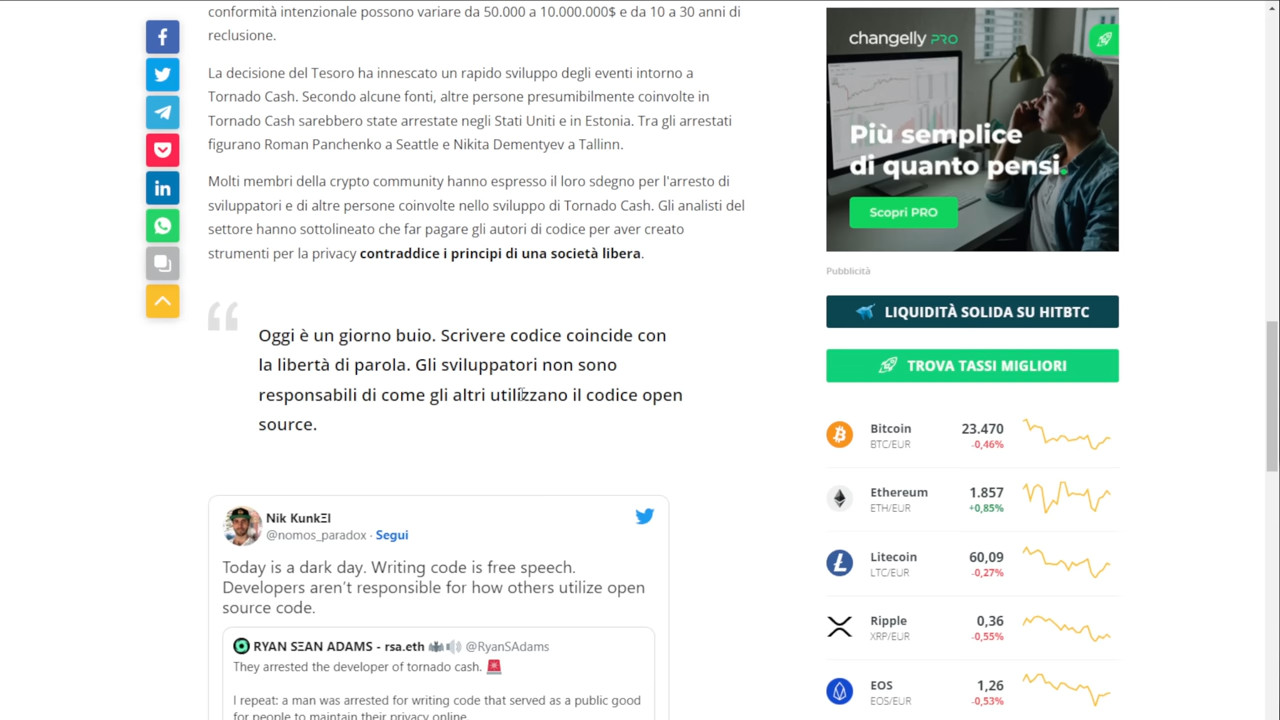 conformità intenzionale possono variare da 50.000 a 10.000.000$ e da 10 a 30 anni di
reclusione.
La decisione del Tesoro ha innescato un rapido sviluppo degli eventi intorno a
Tornado Cash. Secondo alcune fonti, altre persone presumibilmente coinvolte in
Tornado Cash sarebbero state arrestate negli Stati Uniti e in Estonia. Tra gli arrestati
figurano Roman Panchenko a Seattle e Nikita Dementyev a Tallinn.
Molti membri della crypto community hanno espresso il loro sdegno per l'arresto di
sviluppatori e di altre persone coinvolte nello sviluppo di Tornado Cash. Gli analisti del
settore hanno sottolineato che far pagare gli autori di codice per aver creato
strumenti per la privacy contraddice i principi di una società libera.
Oggi è un giorno buio. Scrivere codice coincide con
la libertà di parola. Gli sviluppatori non sono
responsabili di come gli altri utilizzano il codice open
source.
Nik KunkΞl
@nomos_paradox · Segui
Today is a dark day. Writing code is free speech.
Developers aren't responsible for how others utilize open
source code.
RYAN SΞAN ADAMS - rsa.eth @RyanSAdams
They arrested the developer of tornado cash.
I repeat: a man was arrested for writing code that served as a public good
for people to maintain their privacy online
changelly PRO
Più semplice
di quanto pensi.
Scopri PRO
Pubblicità
LIQUIDITÀ SOLIDA SU HITBTC
TROVA TASSI MIGLIORI
Bitcoin 23.470
BTC/EUR -0,46%
Ethereum 1.857
ETH/EUR +0,85%
Litecoin 60,09
LTC/EUR -0,27%
Ripple 0,36
XRP/EUR -0,55%
EOS 1,26
EOS/EUR -0,53%